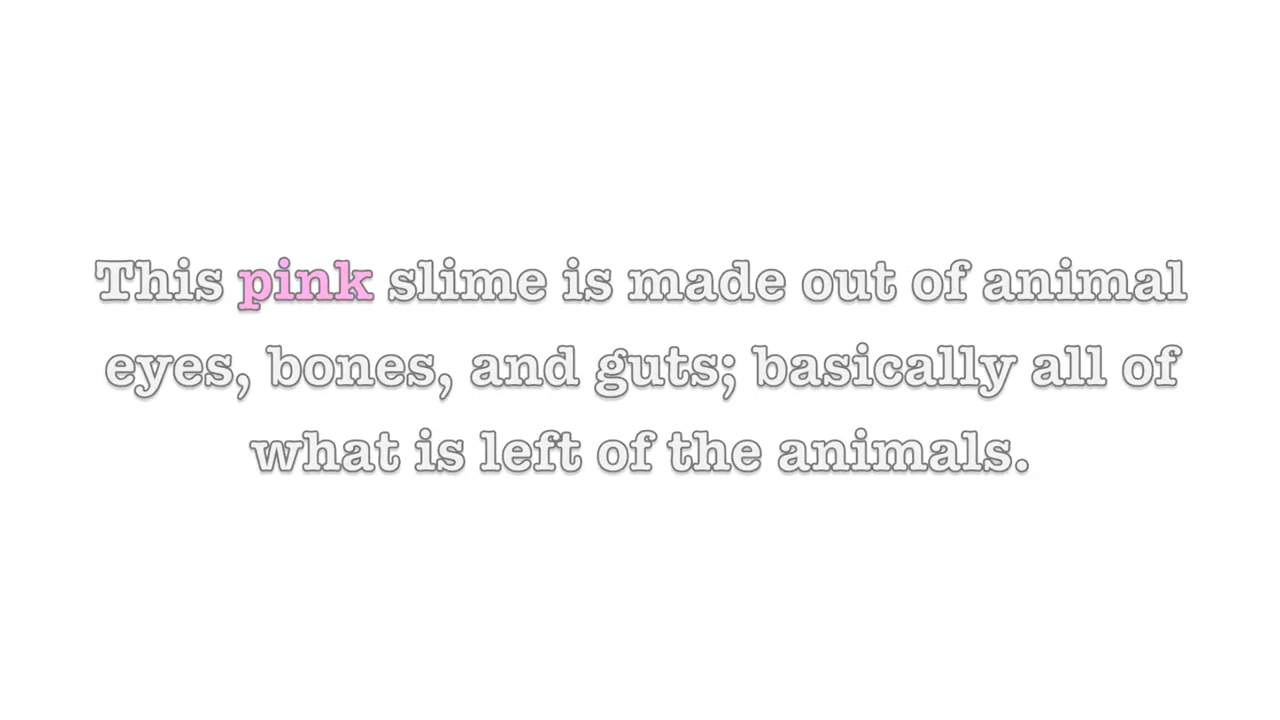 This pink slime is made out of animal
eyes, bones, and guts; basically all of
what is left of the animals.